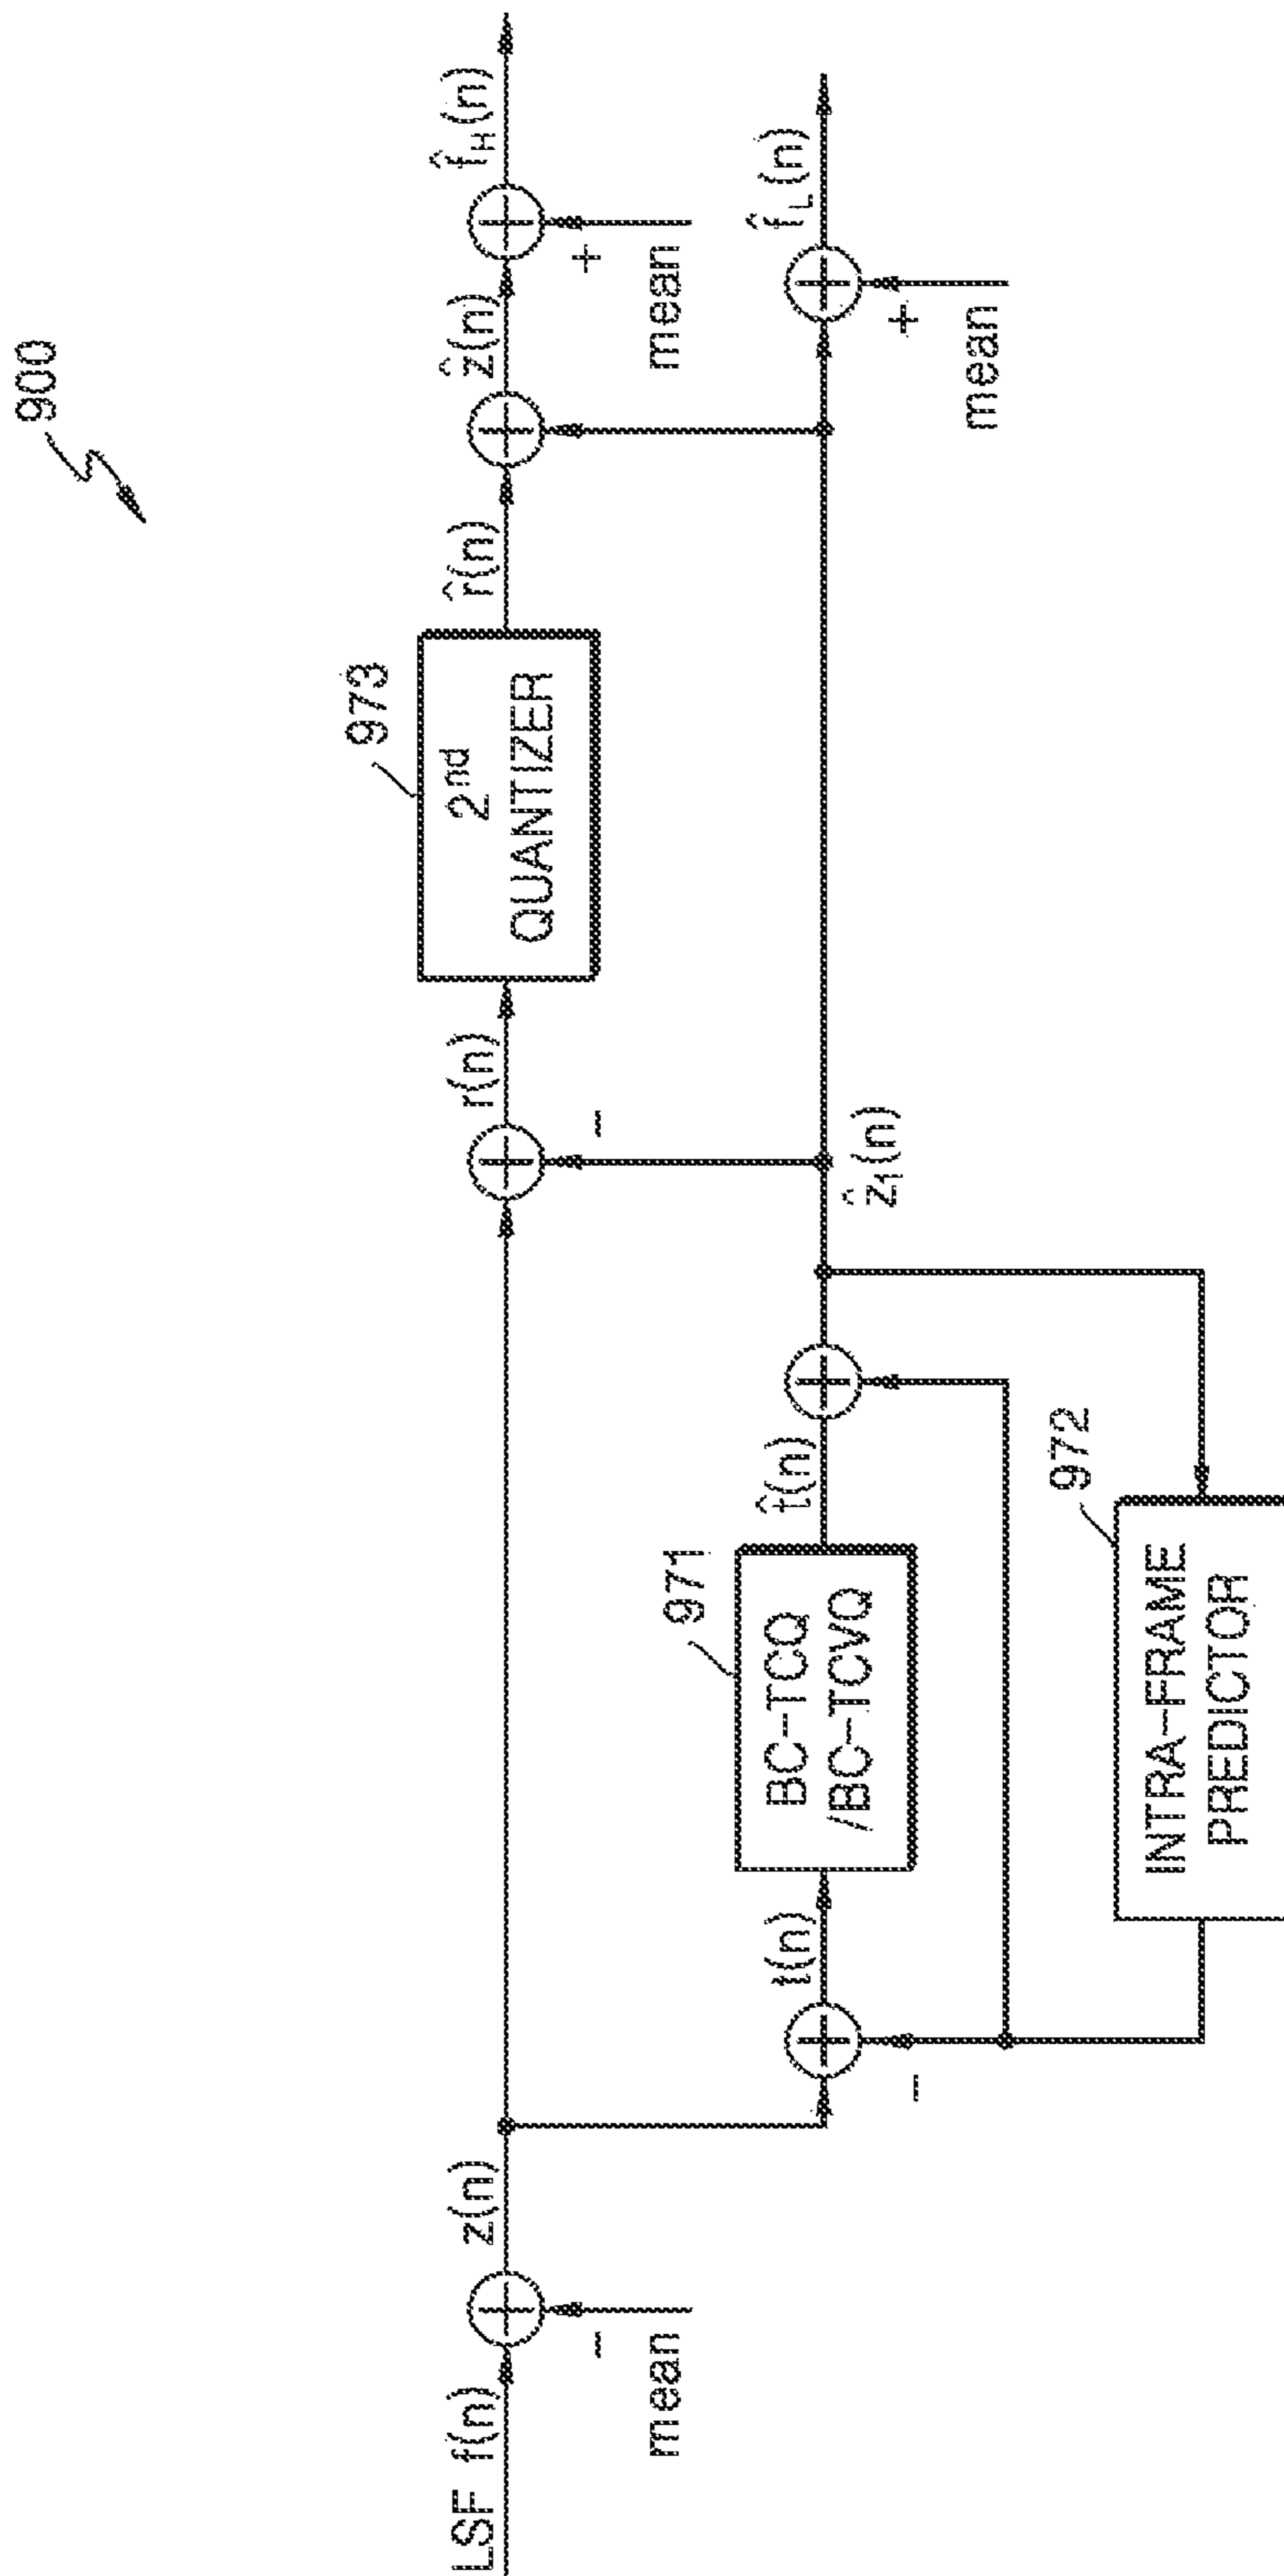 900
LSF f(n)
mean
−
z(n)
r(n)
−
973
2nd
QUANTIZER
r̂(n)
ẑ(n)
+
mean
f̂H(n)
t(n)
−
971
BC-TCQ
/BC-TCVQ
t̂(n)
ẑ1(n)
+
mean
f̂L(n)
972
INTRA-FRAME
PREDICTOR